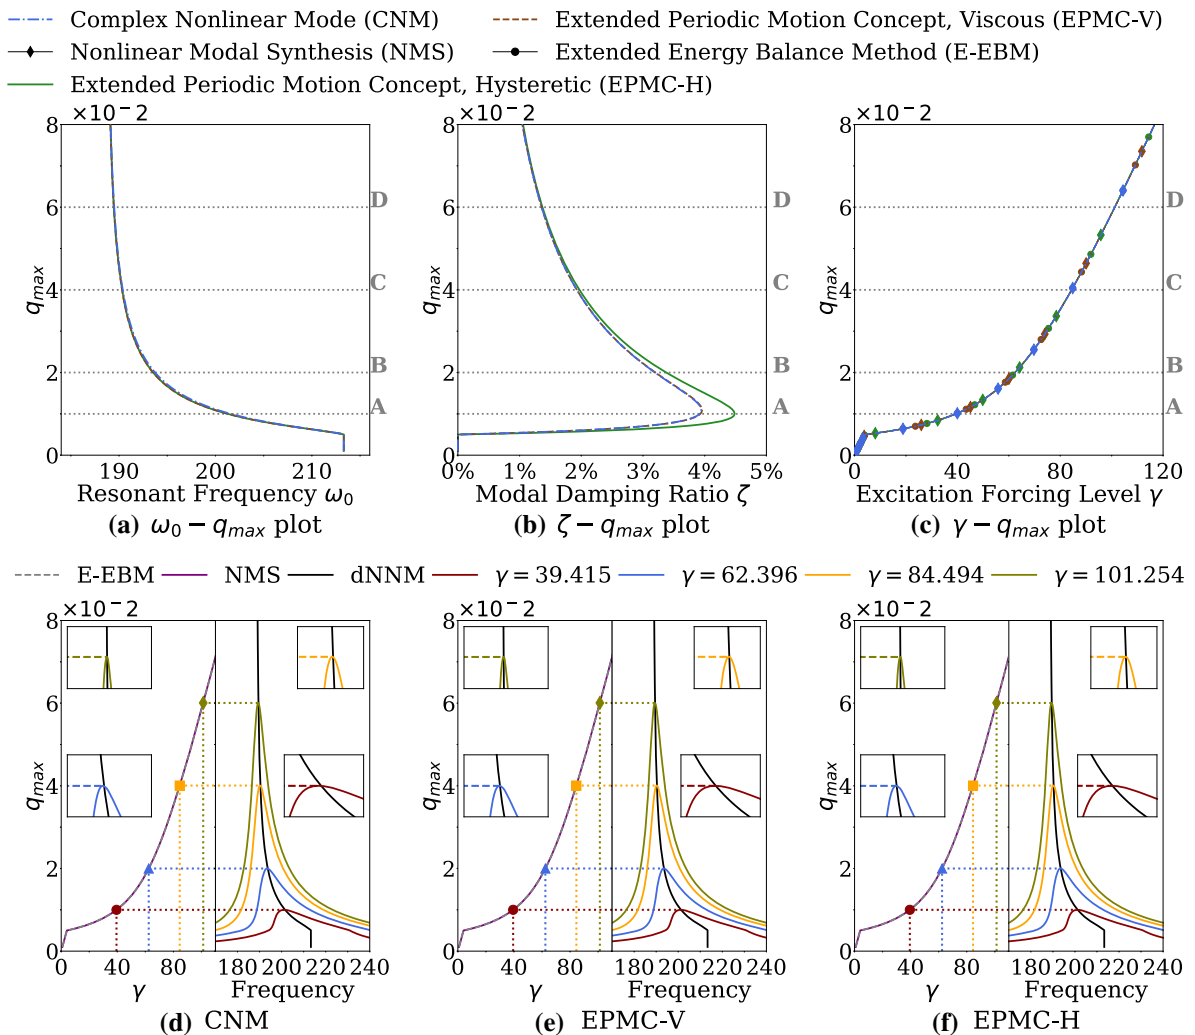 Complex Nonlinear Mode (CNM)
Extended Periodic Motion Concept, Viscous (EPMC-V)
Nonlinear Modal Synthesis (NMS)
Extended Energy Balance Method (E-EBM)
Extended Periodic Motion Concept, Hysteretic (EPMC-H)
×10⁻² ×10⁻² ×10⁻²
8 8 8
6 D 6 D 6 D
4 C 4 C 4 C
2 B 2 B 2 B
A A A
0 0 0
q_max q_max q_max
190 200 210 0% 1% 2% 3% 4% 5% 0 40 60 80 120
Resonant Frequency ω₀ Modal Damping Ratio ζ Excitation Forcing Level γ
(a) ω₀ − q_max plot (b) ζ − q_max plot (c) γ − q_max plot
E-EBM NMS dNNM γ = 39.415 γ = 62.396 γ = 84.494 γ = 101.254
×10⁻² ×10⁻² ×10⁻²
8 8 8
6 6 6
4 4 4
2 2 2
0 0 0
q_max q_max q_max
0 40 80 180 200 220 240 0 40 80 180 200 220 240 0 40 80 180 200 220 240
γ Frequency γ Frequency γ Frequency
(d) CNM (e) EPMC-V (f) EPMC-H